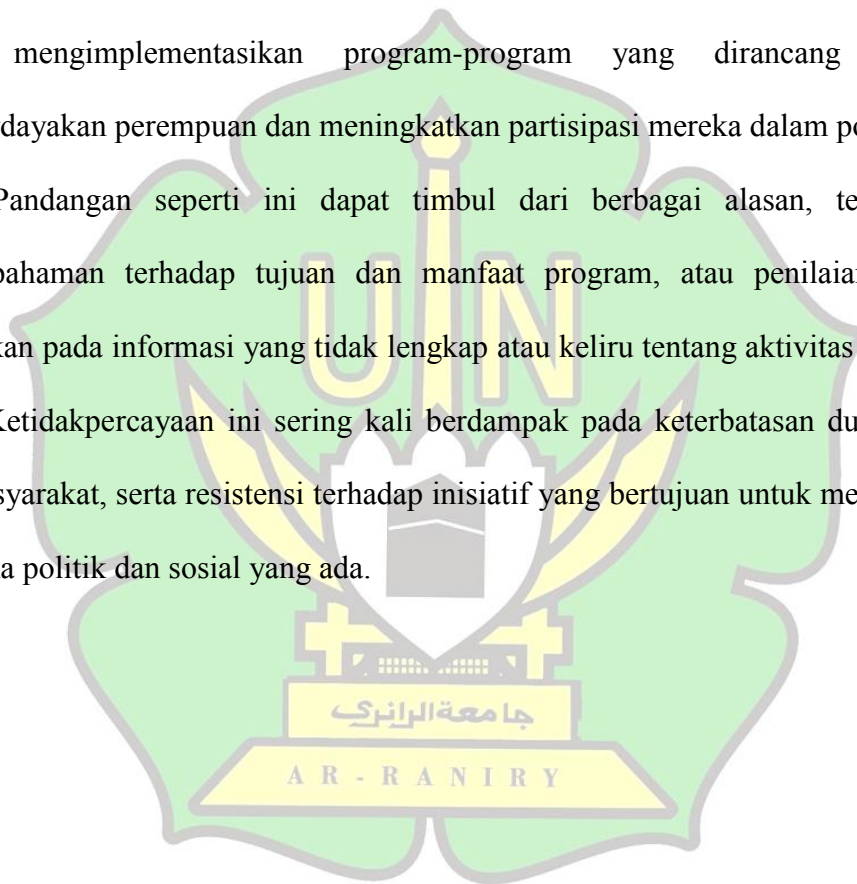 mengimplementasikan program-program yang dirancang
rdayakan perempuan dan meningkatkan partisipasi mereka dalam po
Pandangan seperti ini dapat timbul dari berbagai alasan, te
pahaman terhadap tujuan dan manfaat program, atau penilaian
kan pada informasi yang tidak lengkap atau keliru tentang aktivitas
Ketidakpercayaan ini sering kali berdampak pada keterbatasan du
syarakat, serta resistensi terhadap inisiatif yang bertujuan untuk me
a politik dan sosial yang ada.
UIN
جامعة الرانري
AR-RANIRY